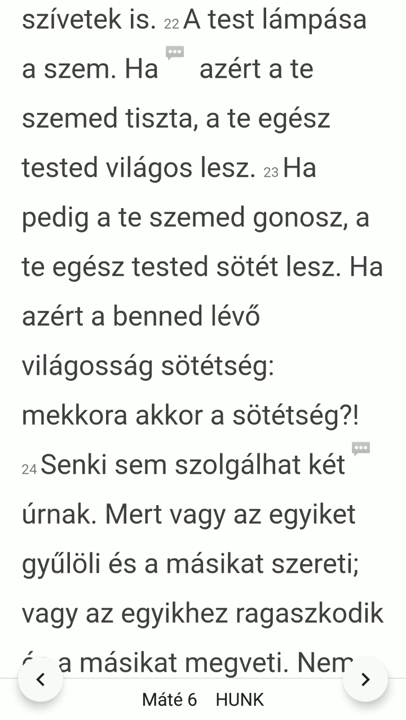 szívetek is. 22 A test lámpása
a szem. Ha azért a te
szemed tiszta, a te egész
tested világos lesz. 23 Ha
pedig a te szemed gonosz, a
te egész tested sötét lesz. Ha
azért a benned lévő
világosság sötétség:
mekkora akkor a sötétség?!
24 Senki sem szolgálhat két
úrnak. Mert vagy az egyiket
gyűlöli és a másikat szereti;
vagy az egyikhez ragaszkodik
és a másikat megveti. Nem
Máté 6 HUNK